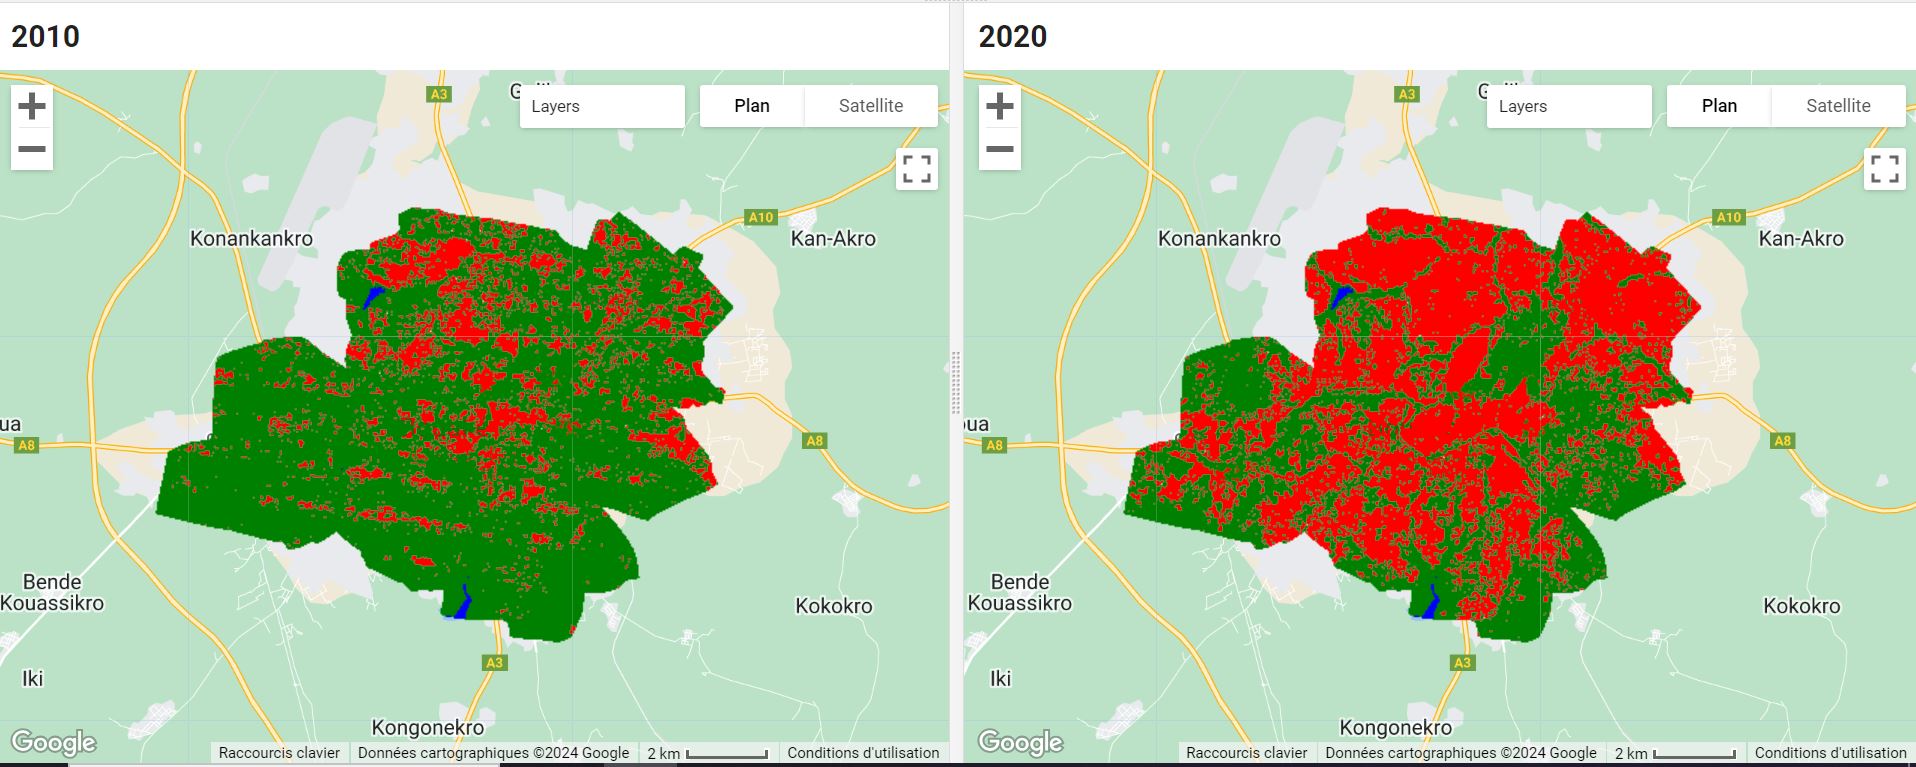 2010
A3
Layers
Plan
Satellite
A10
Konankankro
Kan-Akro
ua
A8
A8
Bende
Kouassikro
Kokokro
A3
Iki
Kongonekro
Google
Raccourcis clavier
Données cartographiques ©2024 Google
2 km
Conditions d'utilisation
2020
A3
Layers
Plan
Satellite
A10
Konankankro
Kan-Akro
oua
A8
A8
Bende
Kouassikro
Kokokro
A3
Iki
Kongonekro
Google
Raccourcis clavier
Données cartographiques ©2024 Google
2 km
Conditions d'utilisation